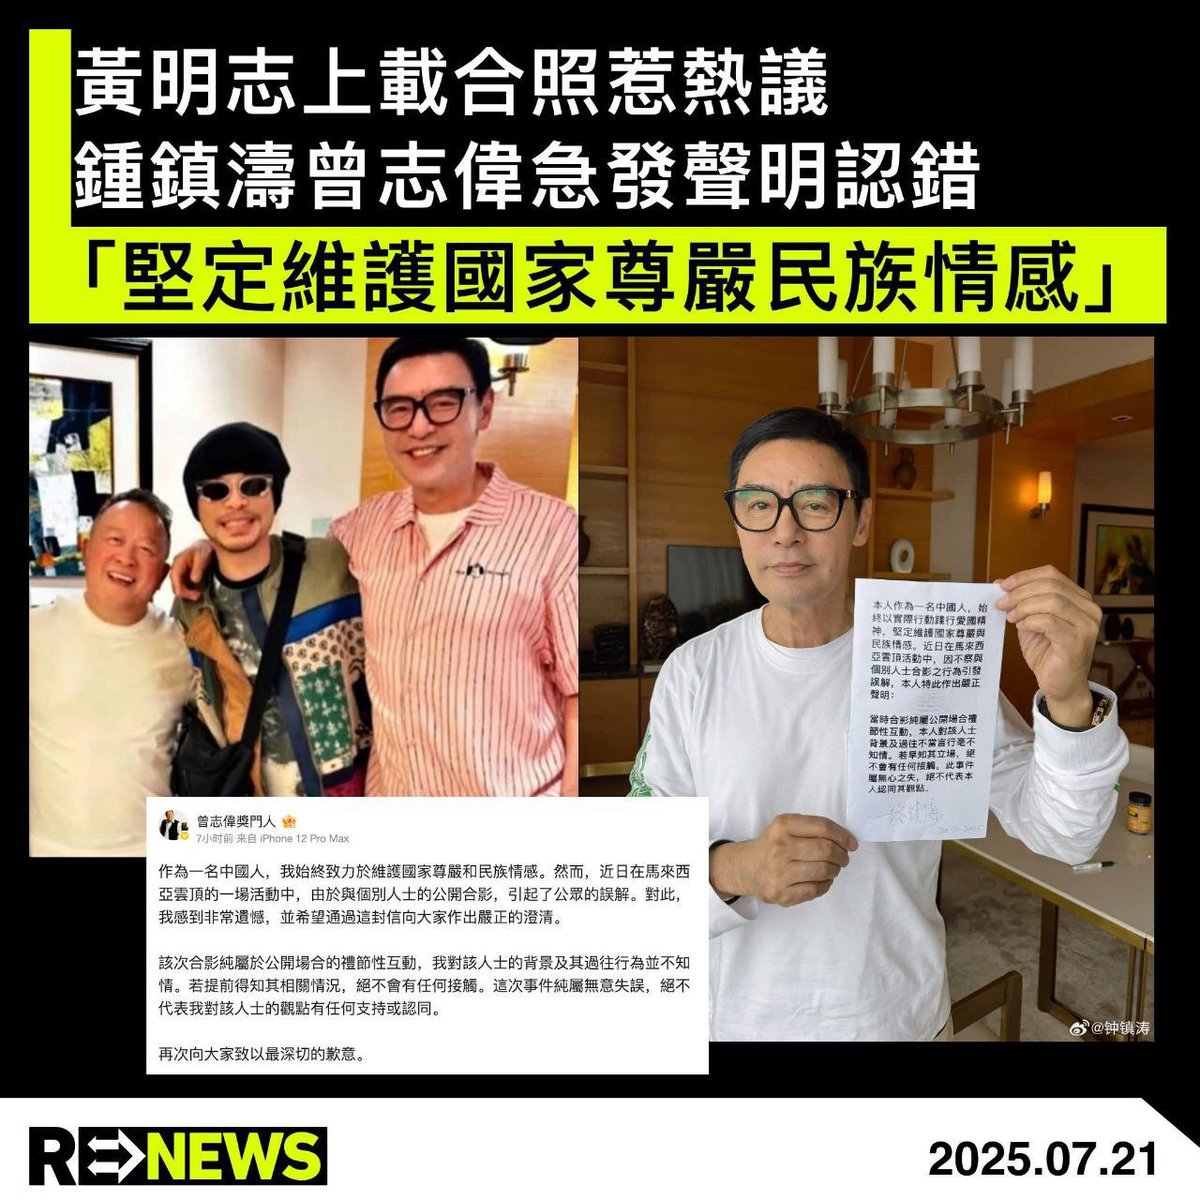 黃明志上載合照惹熱議
鍾鎮濤曾志偉急發聲明認錯
「堅定維護國家尊嚴民族情感」
本人作為一名中國人，始
終以實際行動踐行愛國精
神，堅定維護國家尊嚴與
民族情感。近日在馬來西
亞雲頂活動中，因不察與
個別人士合影之行為引發
誤解，本人特此作出嚴正
聲明：
當時合影純屬公開場合禮
節性互動，本人對該人士
背景及過往不當言行毫不
知情。若早知其立場，絕
不會有任何接觸。此事件
屬無心之失，絕不代表本
人認同其觀點。
曾志偉獎門人
7小时前 来自 iPhone 12 Pro Max
作為一名中國人，我始終致力於維護國家尊嚴和民族情感。然而，近日在馬來西
亞雲頂的一場活動中，由於與個別人士的公開合影，引起了公眾的誤解。對此，
我感到非常遺憾，並希望通過這封信向大家作出嚴正的澄清。
該次合影純屬於公開場合的禮節性互動，我對該人士的背景及其過往行為並不知
情。若提前得知其相關情況，絕不會有任何接觸。這次事件純屬無意失誤，絕不
代表我對該人士的觀點有任何支持或認同。
再次向大家致以最深切的歉意。
@钟镇涛
RE NEWS
2025.07.21